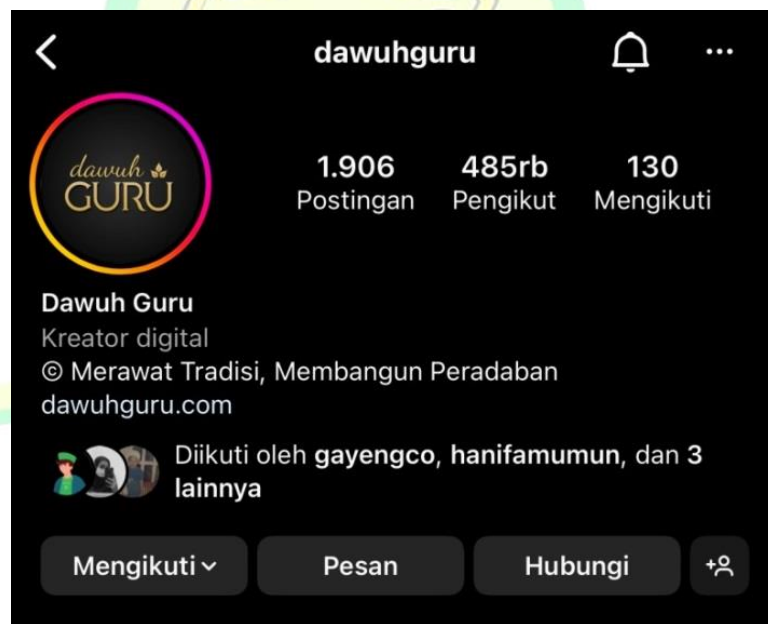 dawuhguru
dawuh
GURU
1.906 485rb 130
Postingan Pengikut Mengikuti
Dawuh Guru
Kreator digital
© Merawat Tradisi, Membangun Peradaban
dawuhguru.com
Diikuti oleh gayengco, hanifamumun, dan 3
lainnya
Mengikuti Pesan Hubungi